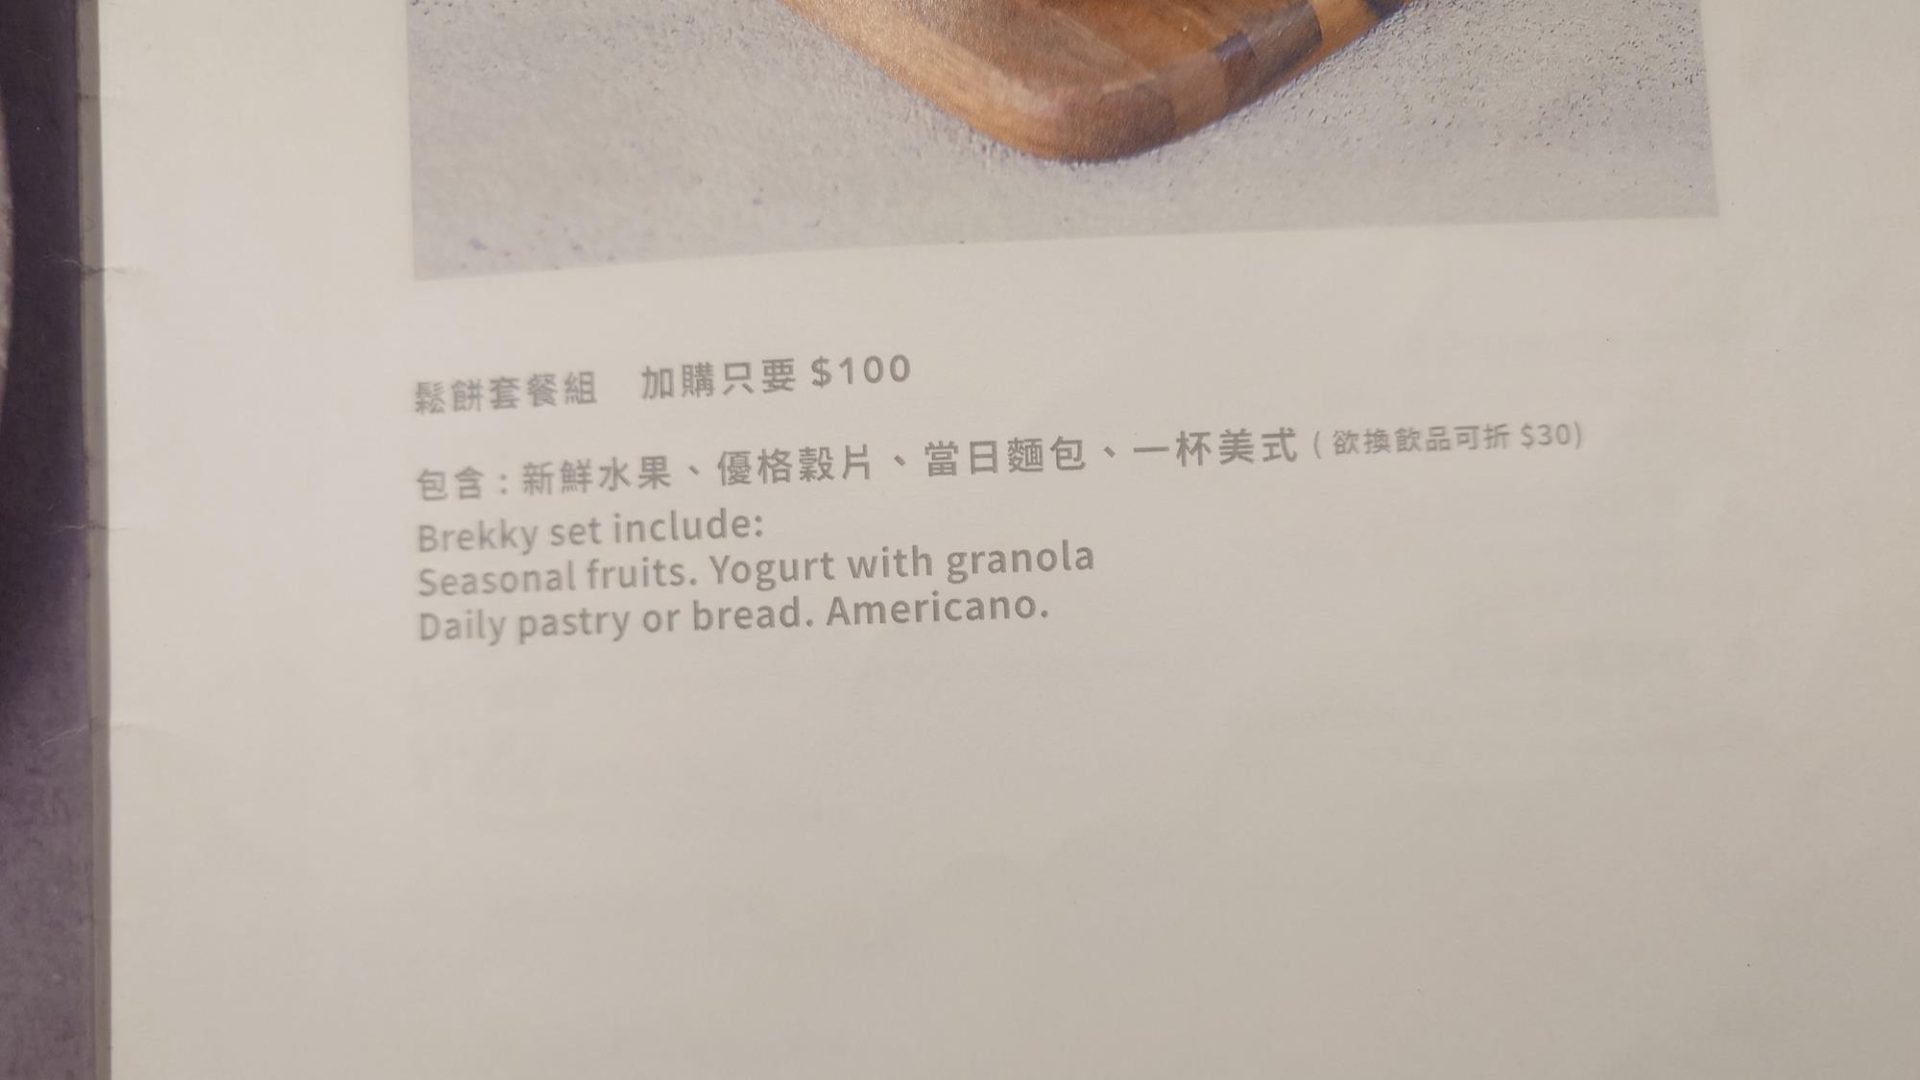 鬆餅套餐組　加購只要 $100
包含：新鮮水果、優格穀片、當日麵包、一杯美式 ( 欲換飲品可折 $30)
Brekky set include:
Seasonal fruits. Yogurt with granola
Daily pastry or bread. Americano.